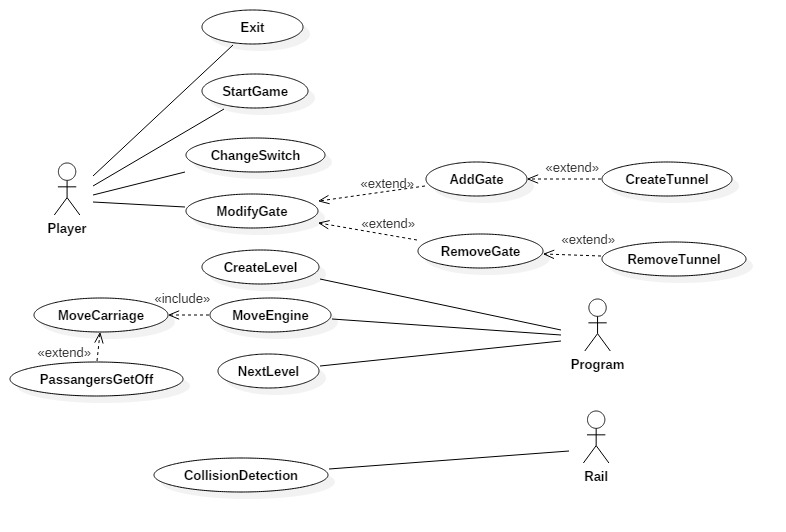 Exit
StartGame
ChangeSwitch
«extend»
AddGate
«extend»
CreateTunnel
Player
ModifyGate
«extend»
RemoveGate
«extend»
RemoveTunnel
CreateLevel
«include»
MoveCarriage
MoveEngine
«extend»
Program
PassangersGetOff
NextLevel
CollisionDetection
Rail